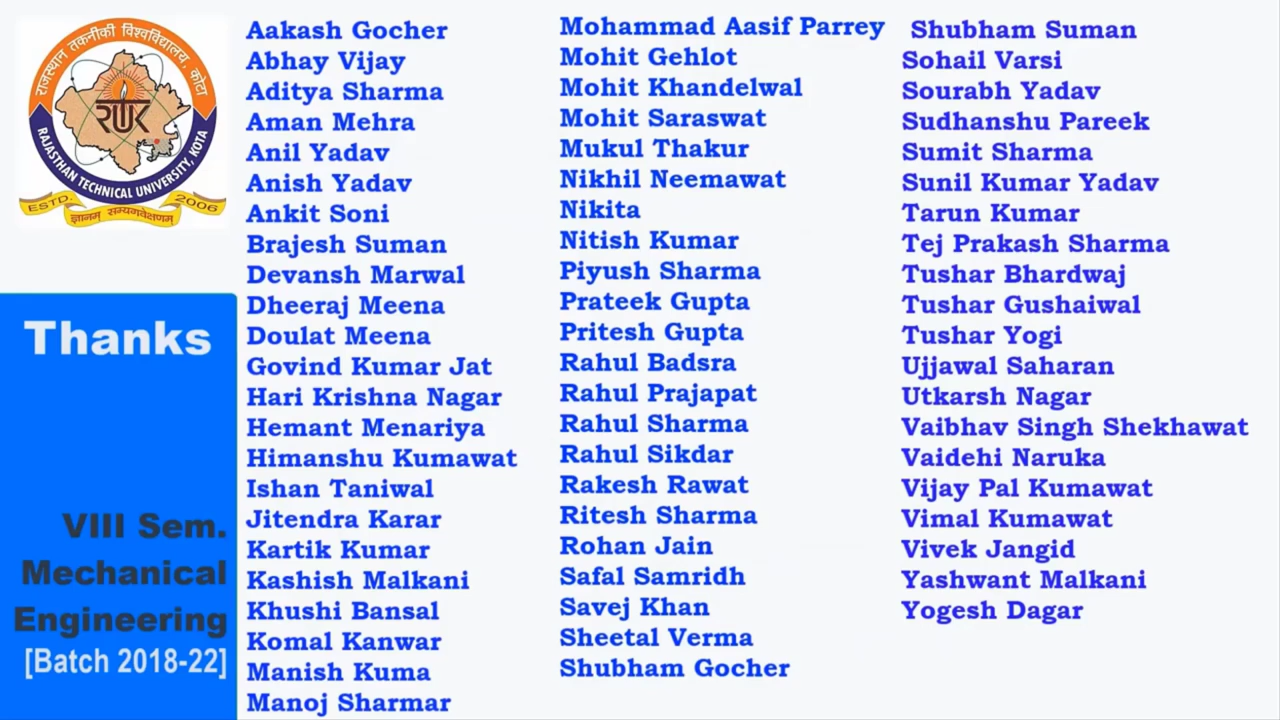 राजस्थान तकनीकी विश्वविद्यालय, कोटा
RTU
RAJASTHAN TECHNICAL UNIVERSITY, KOTA
ESTD. 2006
ज्ञानम् सम्यगवेक्षणम्
Thanks
VIII Sem.
Mechanical
Engineering
[Batch 2018-22]
Aakash Gocher
Abhay Vijay
Aditya Sharma
Aman Mehra
Anil Yadav
Anish Yadav
Ankit Soni
Brajesh Suman
Devansh Marwal
Dheeraj Meena
Doulat Meena
Govind Kumar Jat
Hari Krishna Nagar
Hemant Menariya
Himanshu Kumawat
Ishan Taniwal
Jitendra Karar
Kartik Kumar
Kashish Malkani
Khushi Bansal
Komal Kanwar
Manish Kuma
Manoj Sharmar
Mohammad Aasif Parrey
Mohit Gehlot
Mohit Khandelwal
Mohit Saraswat
Mukul Thakur
Nikhil Neemawat
Nikita
Nitish Kumar
Piyush Sharma
Prateek Gupta
Pritesh Gupta
Rahul Badsra
Rahul Prajapat
Rahul Sharma
Rahul Sikdar
Rakesh Rawat
Ritesh Sharma
Rohan Jain
Safal Samridh
Savej Khan
Sheetal Verma
Shubham Gocher
Shubham Suman
Sohail Varsi
Sourabh Yadav
Sudhanshu Pareek
Sumit Sharma
Sunil Kumar Yadav
Tarun Kumar
Tej Prakash Sharma
Tushar Bhardwaj
Tushar Gushaiwal
Tushar Yogi
Ujjawal Saharan
Utkarsh Nagar
Vaibhav Singh Shekhawat
Vaidehi Naruka
Vijay Pal Kumawat
Vimal Kumawat
Vivek Jangid
Yashwant Malkani
Yogesh Dagar